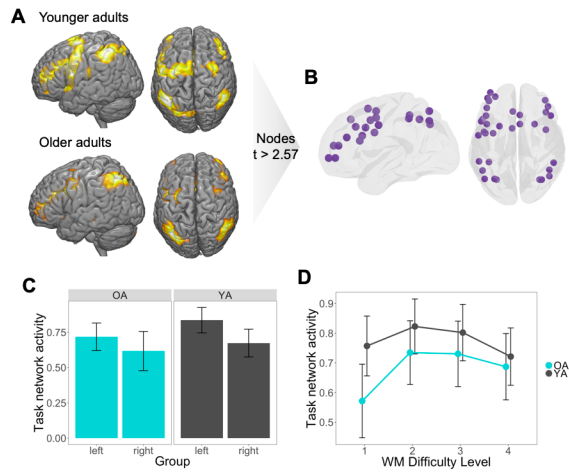 A
Younger adults
Older adults
Nodes
t > 2.57
B
C
OA
YA
Task network activity
0.75
0.50
0.25
0.00
left
right
left
right
Group
D
Task network activity
0.9
0.8
0.7
0.6
0.5
1
2
3
4
WM Difficulty Level
OA
YA